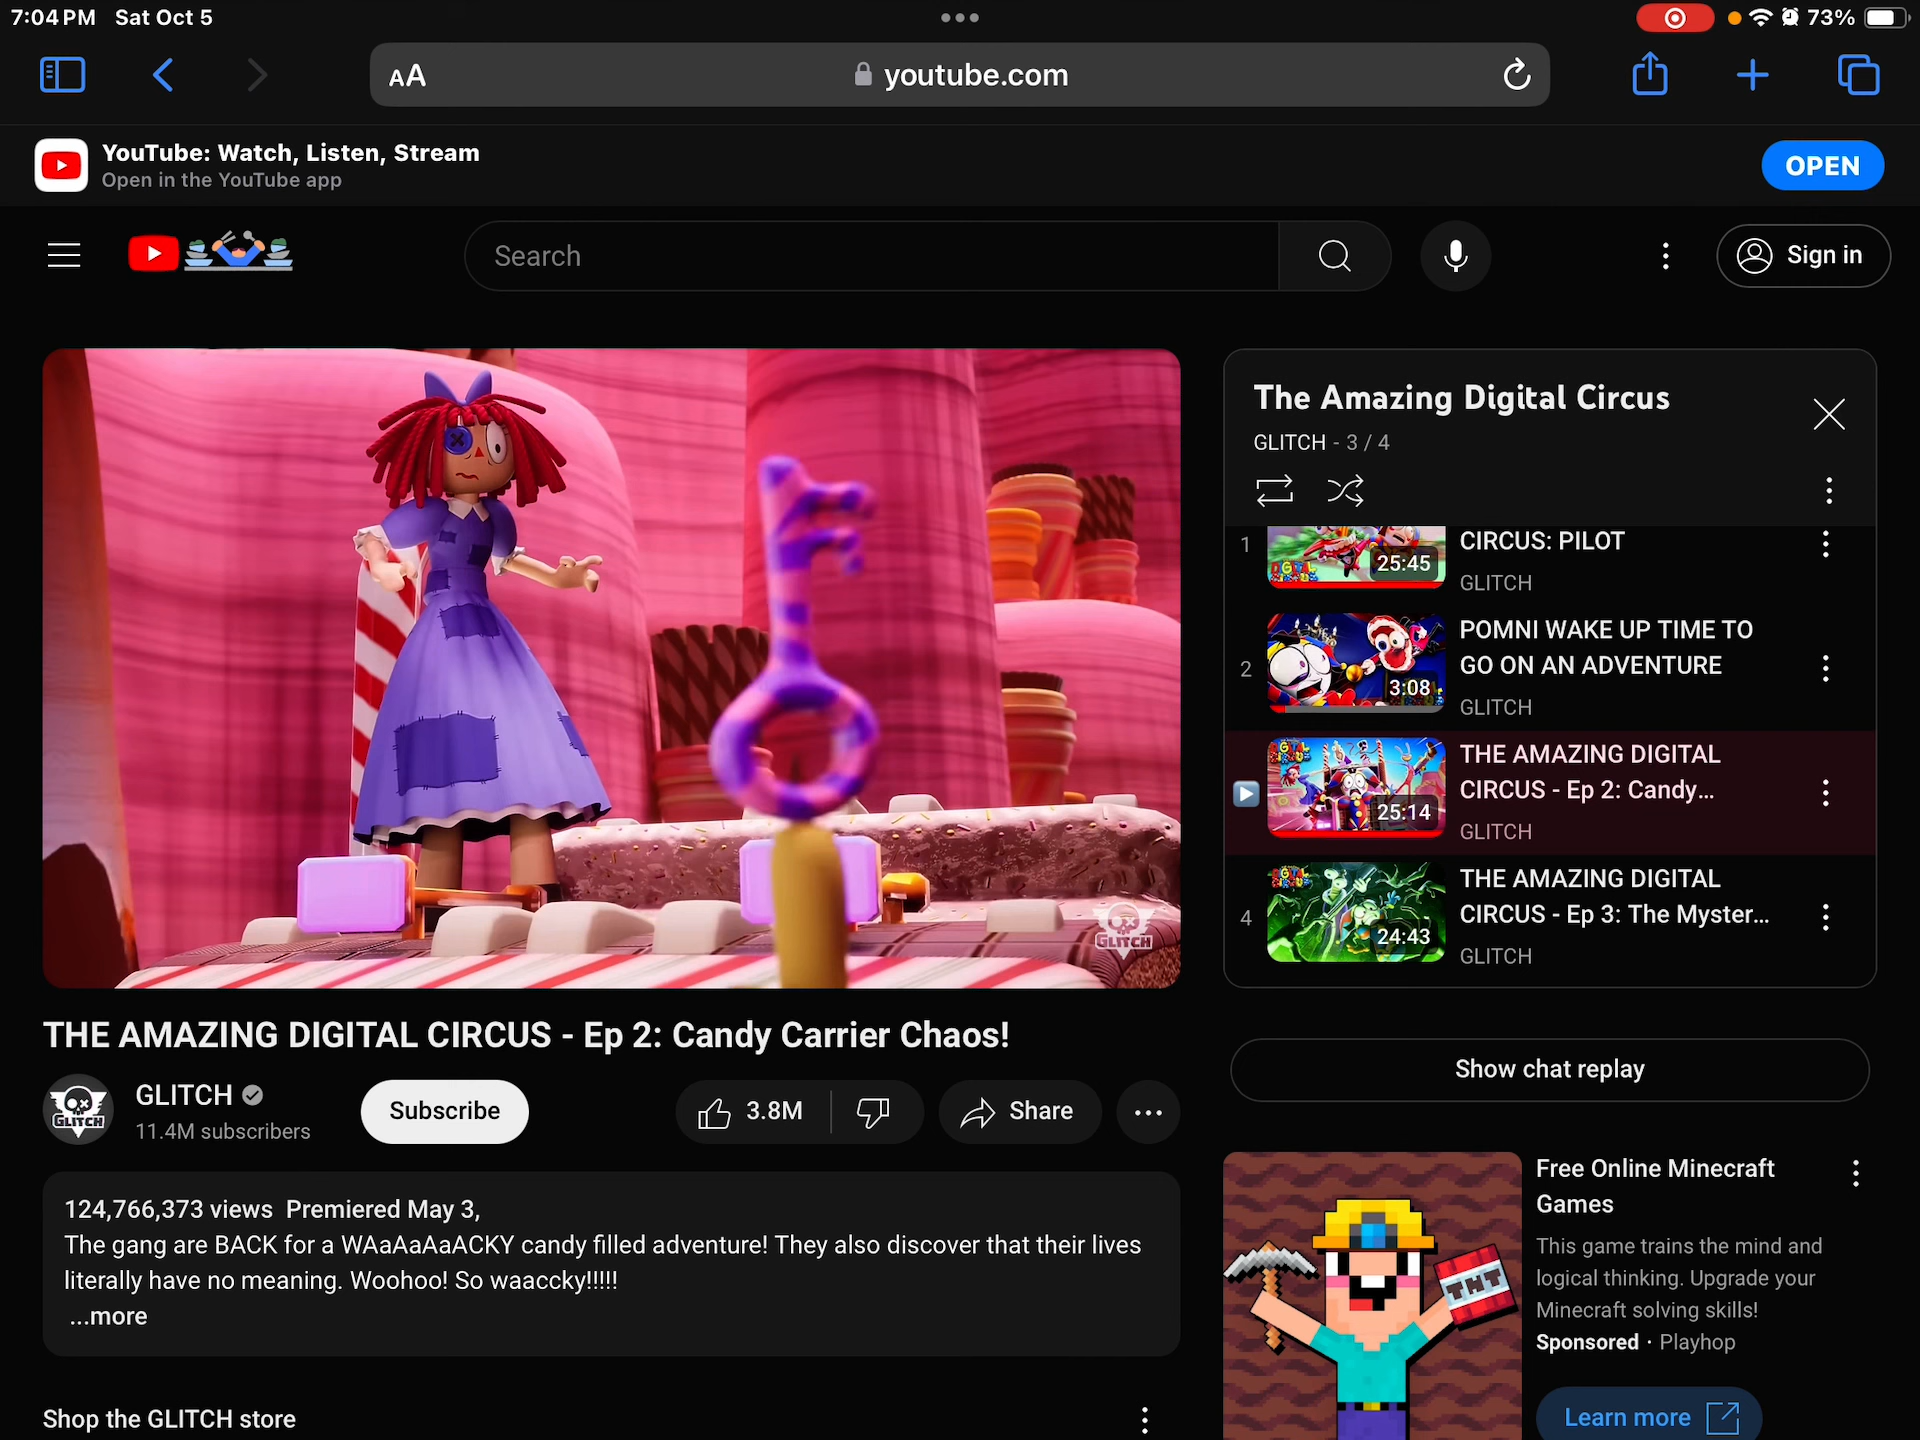 7:04 PM Sat Oct 5
73%
AA
youtube.com
YouTube: Watch, Listen, Stream
Open in the YouTube app
OPEN
Search
Sign in
GLITCH
The Amazing Digital Circus
GLITCH - 3 / 4
1
CIRCUS: PILOT
25:45
GLITCH
2
POMNI WAKE UP TIME TO
GO ON AN ADVENTURE
3:08
GLITCH
THE AMAZING DIGITAL
CIRCUS - Ep 2: Candy...
25:14
GLITCH
4
THE AMAZING DIGITAL
CIRCUS - Ep 3: The Myster...
24:43
GLITCH
THE AMAZING DIGITAL CIRCUS - Ep 2: Candy Carrier Chaos!
GLITCH
GLITCH
11.4M subscribers
Subscribe
3.8M
Share
124,766,373 views Premiered May 3,
The gang are BACK for a WAaAaAaACKY candy filled adventure! They also discover that their lives
literally have no meaning. Woohoo! So waaccky!!!!!
...more
Shop the GLITCH store
Show chat replay
TNT
Free Online Minecraft
Games
This game trains the mind and
logical thinking. Upgrade your
Minecraft solving skills!
Sponsored · Playhop
Learn more